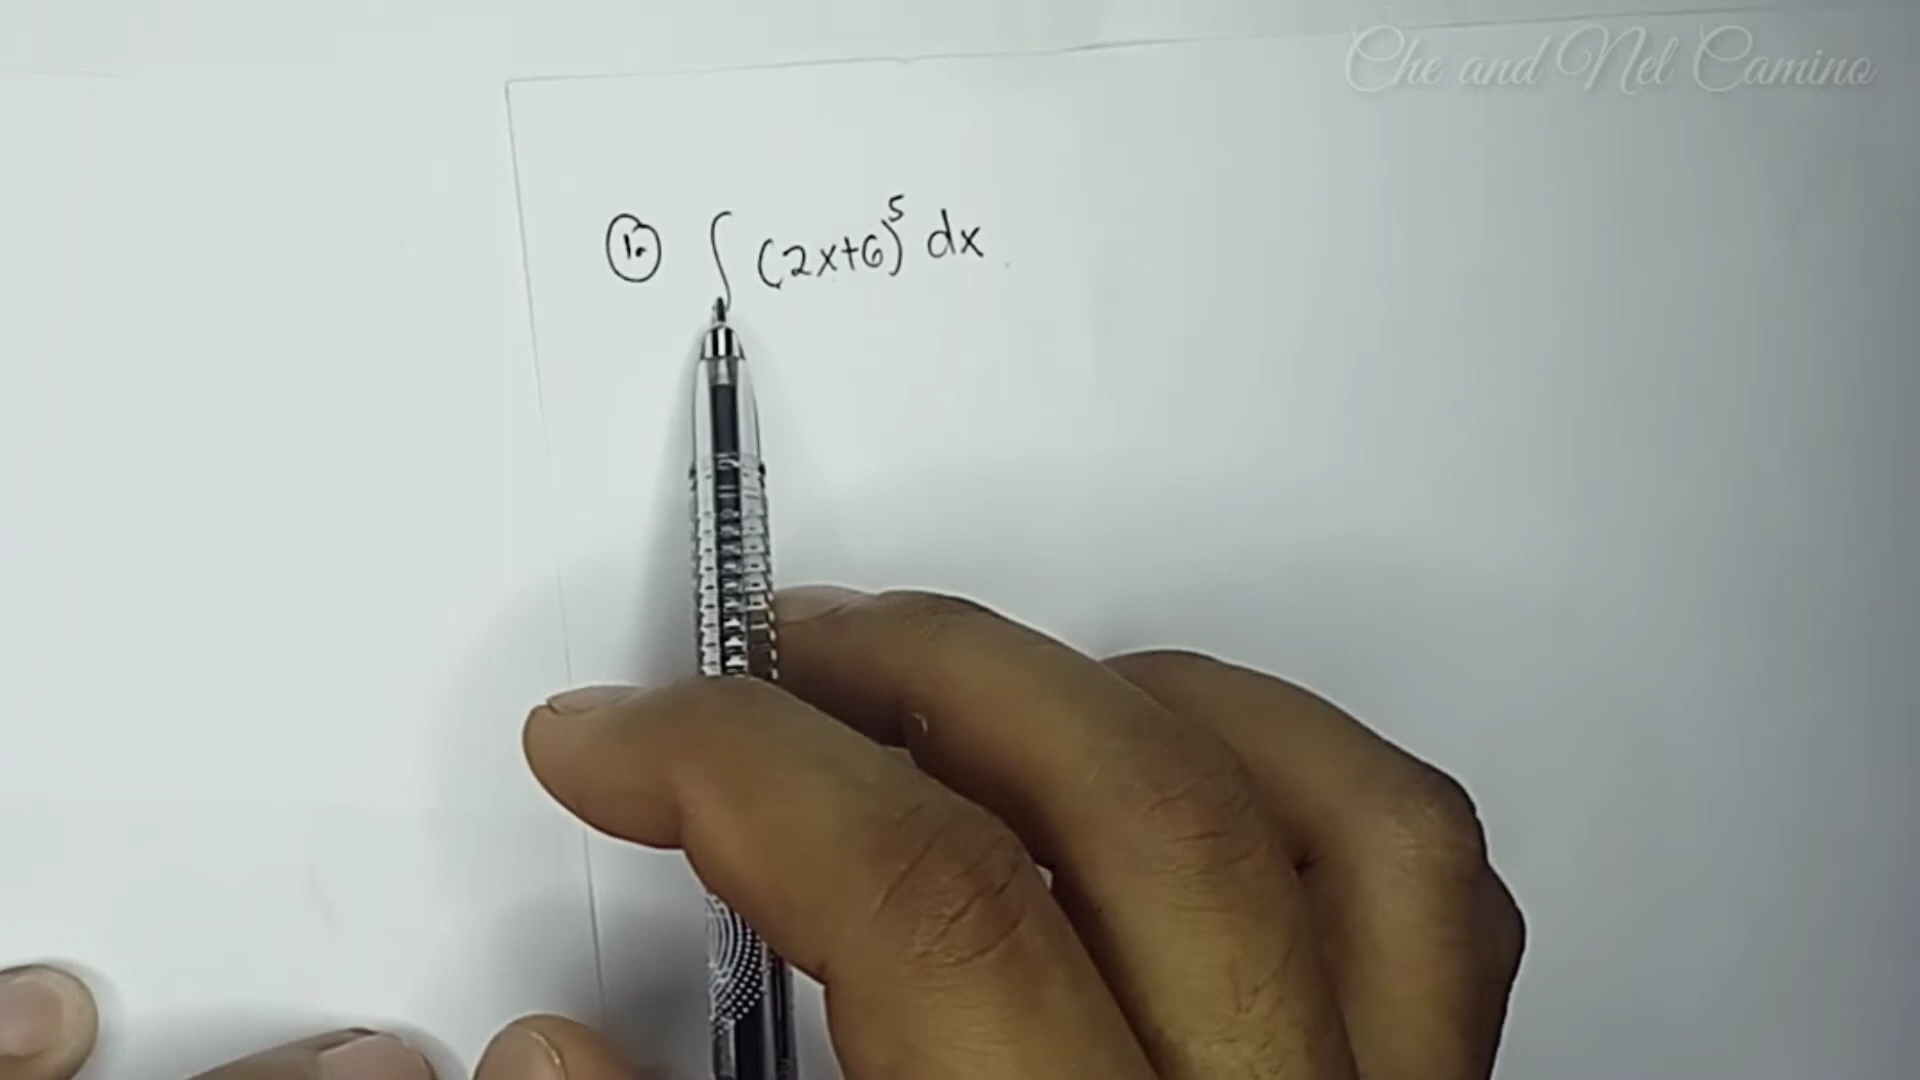 Che and Nel Camino
1. ∫ (2x+6)⁵ dx